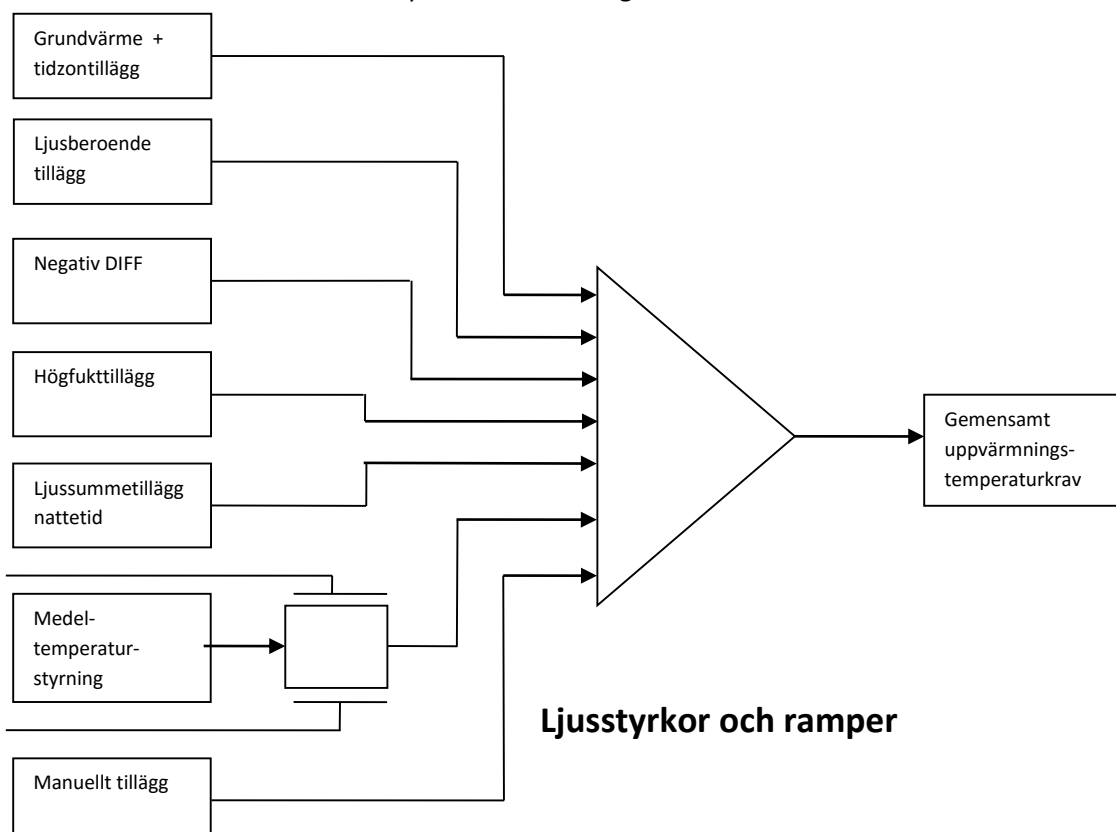 Grundvärme +
tidzontillägg
Ljusberoende
tillägg
Negativ DIFF
Högfukttillägg
Ljussummetillägg
nattetid
Medel-
temperatur-
styrning
Manuellt tillägg
Gemensamt
uppvärmnings-
temperaturkrav
Ljusstyrkor och ramper